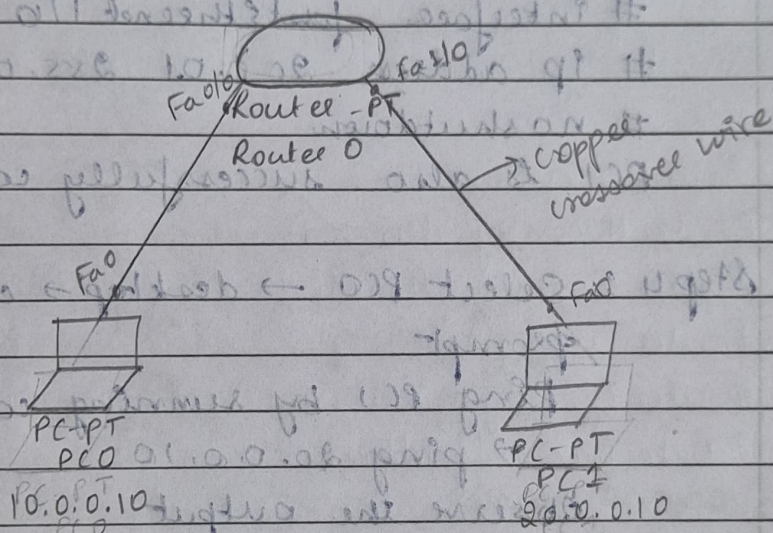 Fa0/0
Fa1/0
Router-PT
Router 0
copper
crossover wire
Fa0
Fa0
PC-PT
PC0
10.0.0.10
PC-PT
PC1
20.0.0.10